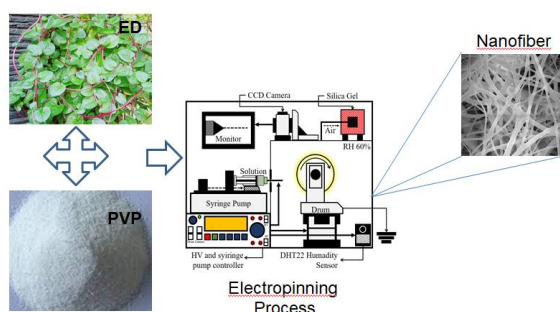 ED
PVP
CCD Camera
Silica Gel
Monitor
Air
RH 60%
Solution
Syringe Pump
Drum
HV and syiringe
pump controller
DHT22 Humadity
Sensor
Electropinning
Process
Nanofiber